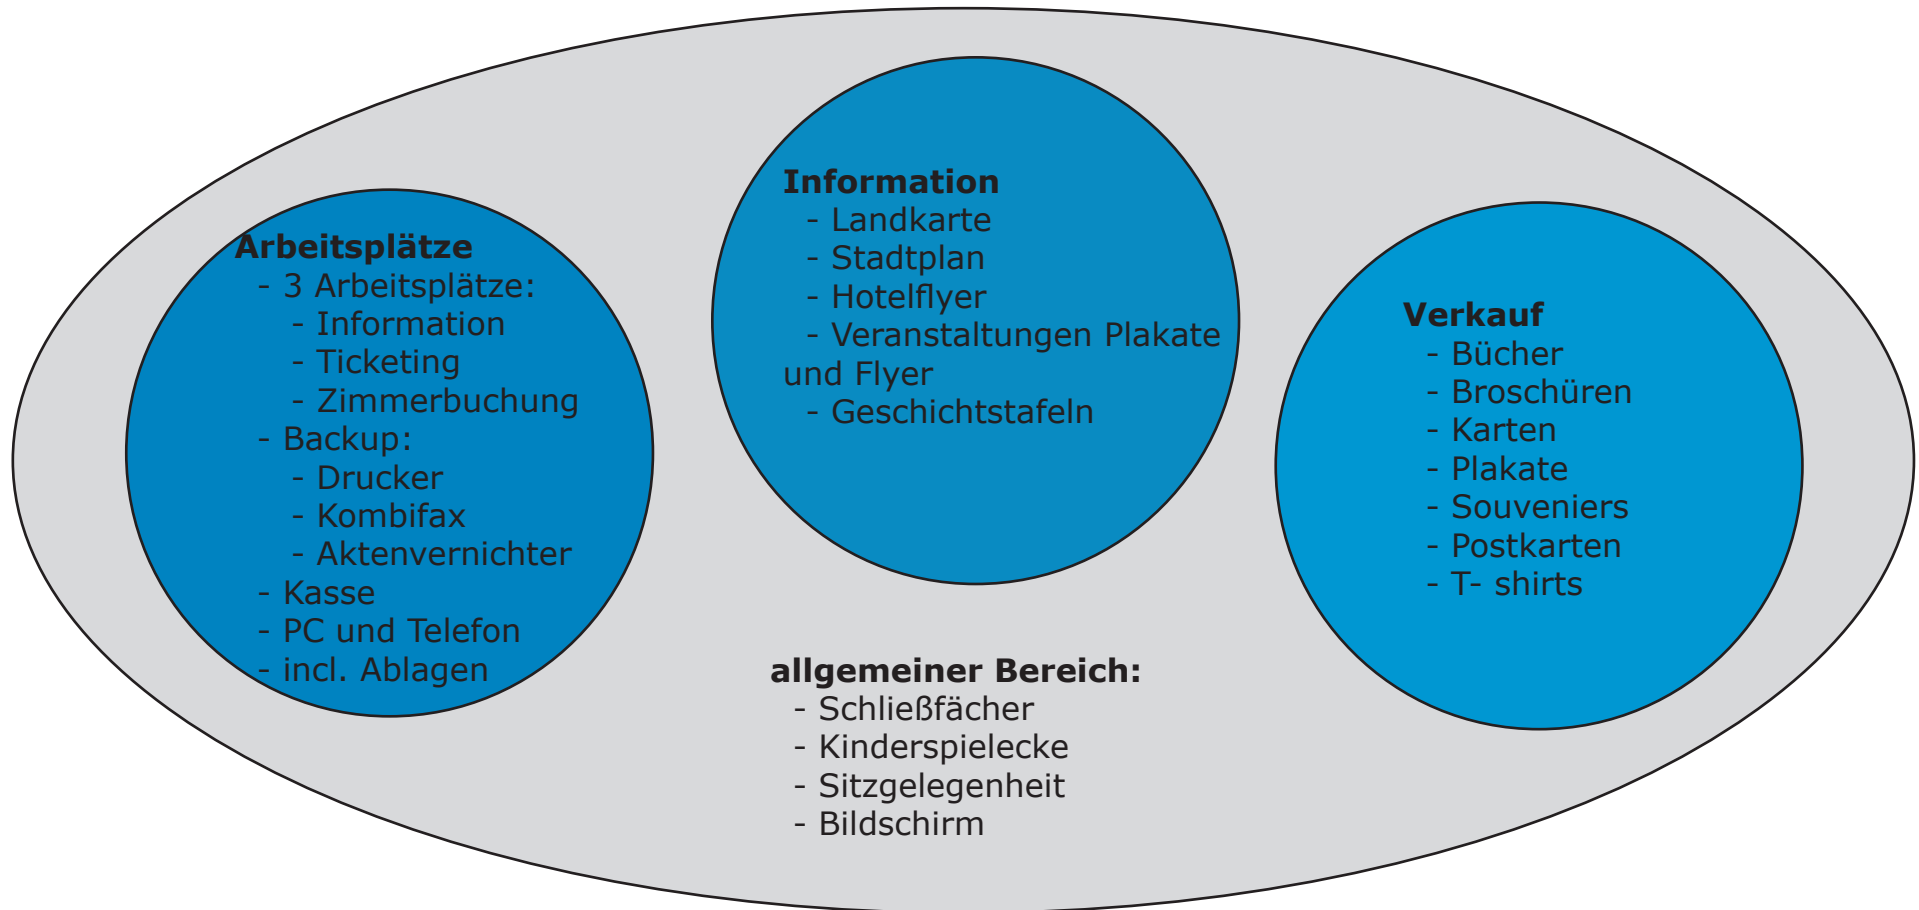 Arbeitsplätze
- 3 Arbeitsplätze:
- Information
- Ticketing
- Zimmerbuchung
- Backup:
- Drucker
- Kombifax
- Aktenvernichter
- Kasse
- PC und Telefon
- incl. Ablagen
Information
- Landkarte
- Stadtplan
- Hotelflyer
- Veranstaltungen Plakate
und Flyer
- Geschichtstafeln
Verkauf
- Bücher
- Broschüren
- Karten
- Plakate
- Souveniers
- Postkarten
- T- shirts
allgemeiner Bereich:
- Schließfächer
- Kinderspielecke
- Sitzgelegenheit
- Bildschirm